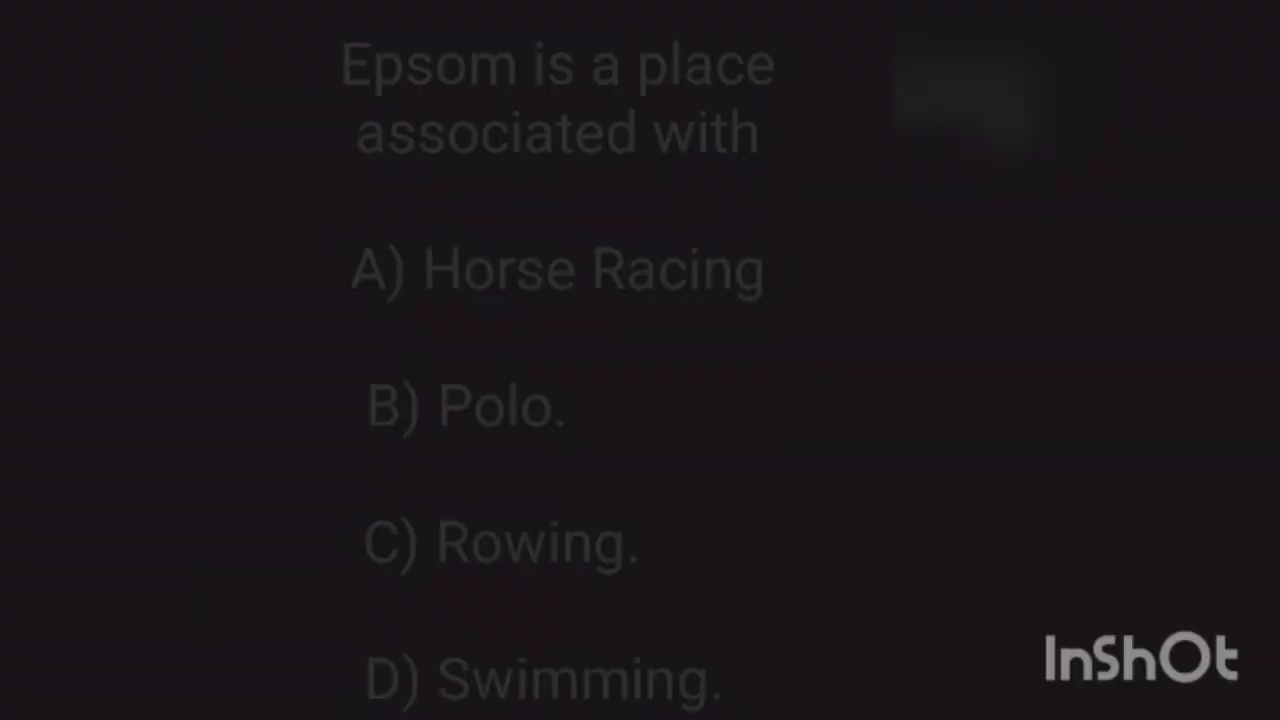 Epsom is a place
associated with
A) Horse Racing
B) Polo.
C) Rowing.
D) Swimming.
InShOt